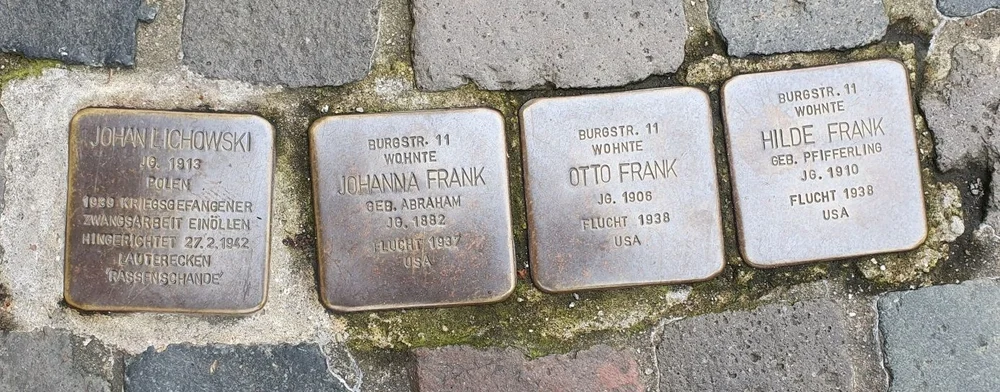 JOHAN LICHOWSKI
JG. 1913
POLEN
1939 KRIEGSGEFANGENER
ZWANGSARBEIT EINÖLLEN
HINGERICHTET 27.2.1942
LAUTERECKEN
'RASSENSCHANDE'
BURGSTR. 11
WOHNTE
JOHANNA FRANK
GEB. ABRAHAM
JG. 1882
FLUCHT 1937
USA
BURGSTR. 11
WOHNTE
OTTO FRANK
JG. 1906
FLUCHT 1938
USA
BURGSTR. 11
WOHNTE
HILDE FRANK
GEB. PFIFFERLING
JG. 1910
FLUCHT 1938
USA